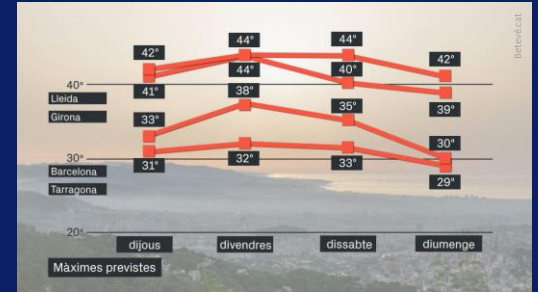 Betevé.cat
44°
44°
42°
42°
44°
40°
40°
41°
38°
39°
Lleida
Girona
33°
35°
30°
30°
31°
32°
33°
Barcelona
29°
Tarragona
20°
dijous
divendres
dissabte
diumenge
Màximes previstes